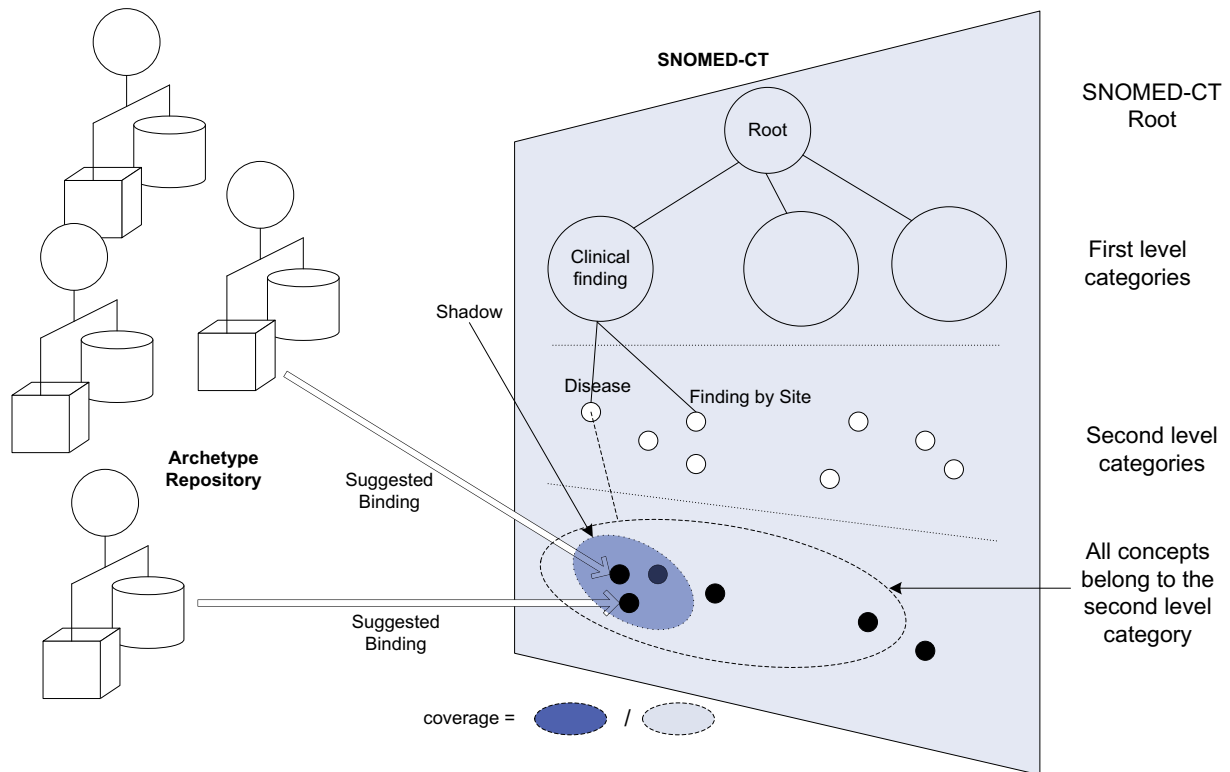 SNOMED-CT
SNOMED-CT
Root
Root
Clinical
finding
First level
categories
Shadow
Disease
Finding by Site
Second level
categories
Archetype
Repository
Suggested
Binding
All concepts
belong to the
second level
category
Suggested
Binding
coverage = /